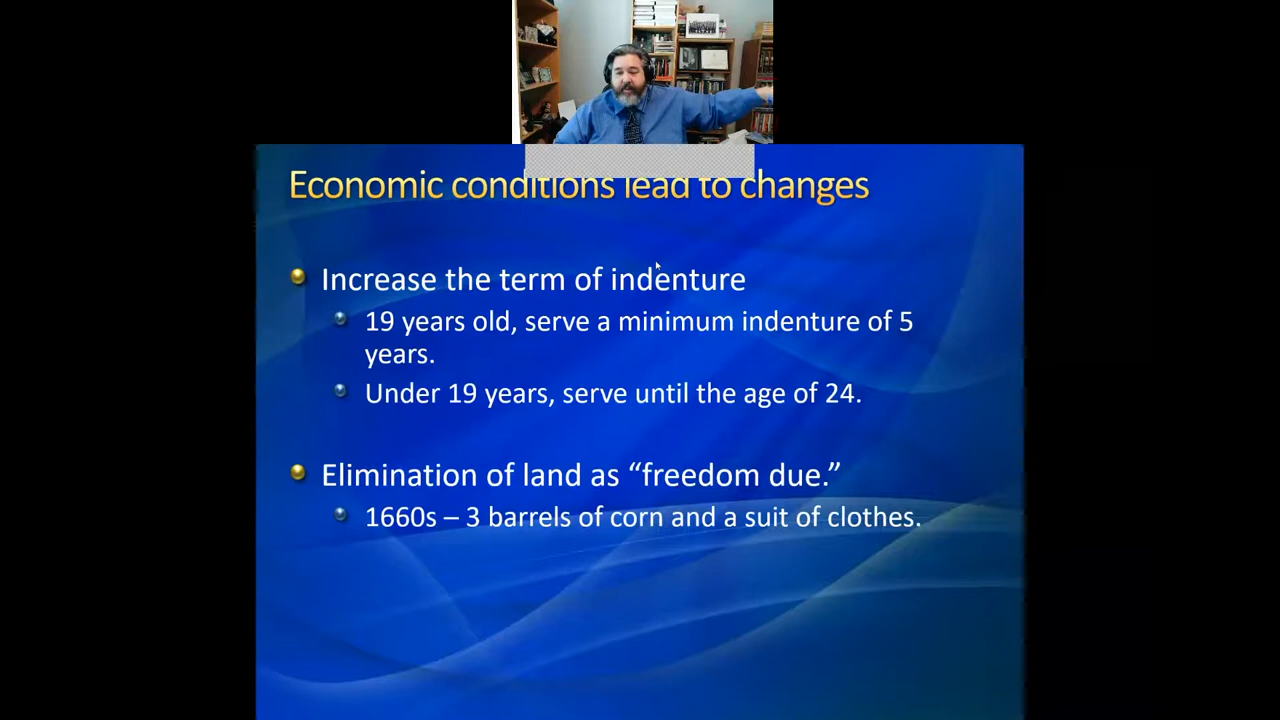 Economic conditions lead to changes
Increase the term of indenture
19 years old, serve a minimum indenture of 5
years.
Under 19 years, serve until the age of 24.
Elimination of land as “freedom due.”
1660s – 3 barrels of corn and a suit of clothes.